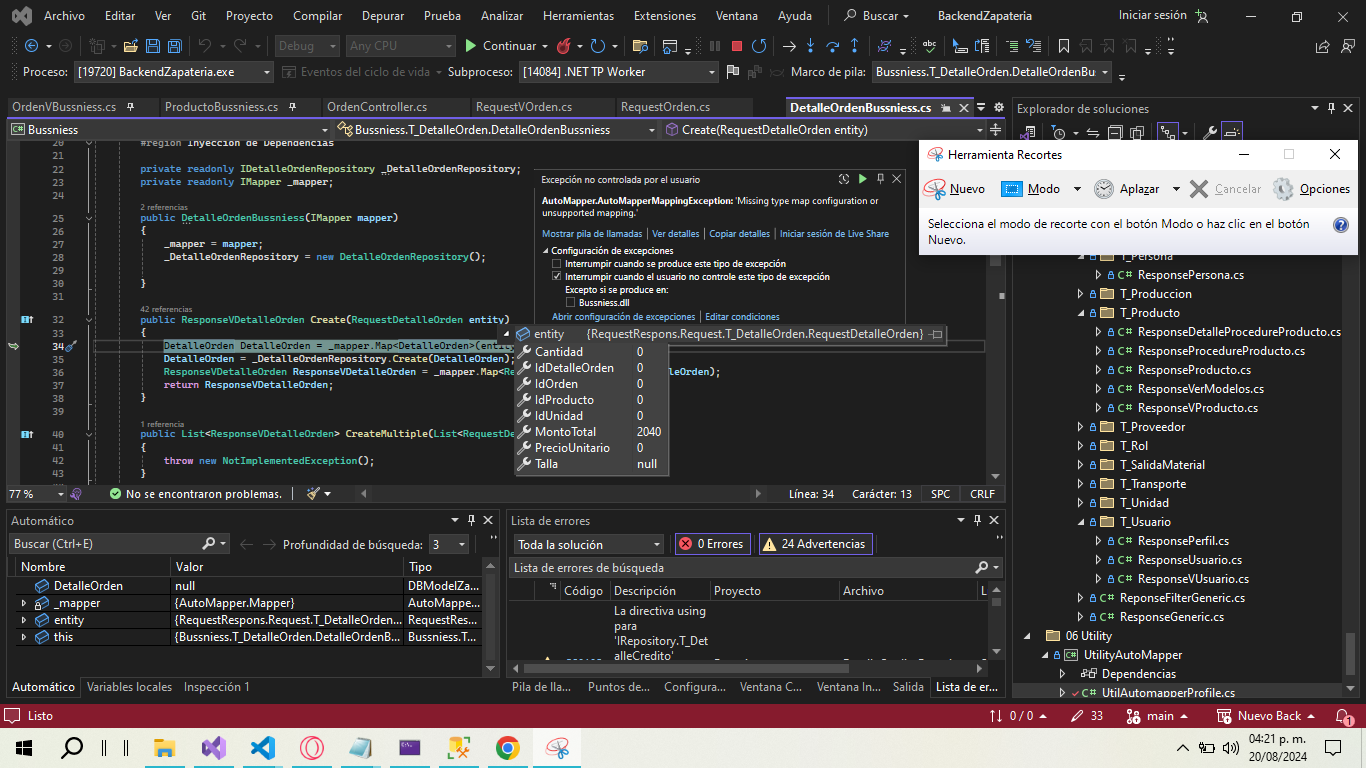 Archivo Editar Ver Git Proyecto Compilar Depurar Prueba Analizar Herramientas Extensiones Ventana Ayuda Buscar BackendZapateria Iniciar sesión
Debug Any CPU Continuar
Proceso: [19720] BackendZapateria.exe Eventos del ciclo de vida Subproceso: [14084] .NET TP Worker Marco de pila: Bussniess.T_DetalleOrden.DetalleOrdenBu
OrdenVBussniess.cs ProductoBussniess.cs OrdenController.cs RequestVOrden.cs RequestOrden.cs DetalleOrdenBussniess.cs
Bussniess Bussniess.T_DetalleOrden.DetalleOrdenBussniess Create(RequestDetalleOrden entity)
20 #region Inyeccion de Dependencias
21
22 private readonly IDetalleOrdenRepository _DetalleOrdenRepository;
23 private readonly IMapper _mapper;
24
2 referencias
25 public DetalleOrdenBussniess(IMapper mapper)
26 {
27 _mapper = mapper;
28 _DetalleOrdenRepository = new DetalleOrdenRepository();
29
30 }
31
42 referencias
32 public ResponseVDetalleOrden Create(RequestDetalleOrden entity)
33 {
34 DetalleOrden DetalleOrden = _mapper.Map<DetalleOrden>(entity
35 DetalleOrden = _DetalleOrdenRepository.Create(DetalleOrden);
36 ResponseVDetalleOrden ResponseVDetalleOrden = _mapper.Map<Re lleOrden);
37 return ResponseVDetalleOrden;
38 }
39
1 referencia
40 public List<ResponseVDetalleOrden> CreateMultiple(List<RequestDe
41 {
42 throw new NotImplementedException();
43 }
Excepción no controlada por el usuario
AutoMapper.AutoMapperMappingException: 'Missing type map configuration or
unsupported mapping.'
Mostrar pila de llamadas Ver detalles Copiar detalles Iniciar sesión de Live Share
Configuración de excepciones
Interrumpir cuando se produce este tipo de excepción
Interrumpir cuando el usuario no controle este tipo de excepción
Excepto si se produce en:
Bussniess.dll
Abrir configuración de excepciones Editar condiciones
entity {RequestRespons.Request.T_DetalleOrden.RequestDetalleOrden}
Cantidad 0
IdDetalleOrden 0
IdOrden 0
IdProducto 0
IdUnidad 0
MontoTotal 2040
PrecioUnitario 0
Talla null
77 % No se encontraron problemas. Línea: 34 Carácter: 13 SPC CRLF
Explorador de soluciones
Herramienta Recortes
Nuevo Modo Aplazar Cancelar Opciones
Selecciona el modo de recorte con el botón Modo o haz clic en el botón
Nuevo.
T_Persona
C# ResponsePersona.cs
T_Produccion
T_Producto
C# ResponseDetalleProcedureProducto.cs
C# ResponseProcedureProducto.cs
C# ResponseProducto.cs
C# ResponseVerModelos.cs
C# ResponseVProducto.cs
T_Proveedor
T_Rol
T_SalidaMaterial
T_Transporte
T_Unidad
T_Usuario
C# ResponsePerfil.cs
C# ResponseUsuario.cs
C# ResponseVUsuario.cs
C# ReponseFilterGeneric.cs
C# ResponseGeneric.cs
06 Utility
C# UtilityAutoMapper
Dependencias
C# UtilAutomapperProfile.cs
Automático
Buscar (Ctrl+E) Profundidad de búsqueda: 3
Nombre Valor Tipo
DetalleOrden null DBModelZa...
_mapper {AutoMapper.Mapper} AutoMappe...
entity {RequestRespons.Request.T_DetalleOrden.... RequestRes...
this {Bussniess.T_DetalleOrden.DetalleOrdenB... Bussniess.T...
Automático Variables locales Inspección 1
Lista de errores
Toda la solución 0 Errores 24 Advertencias
Lista de errores de búsqueda
Código Descripción Proyecto Archivo L
La directiva using
para
'IRepository.T_Det
alleCredito'
Pila de lla... Puntos de... Configura... Ventana C... Ventana In... Salida Lista de er...
Listo 0 / 0 33 main Nuevo Back 1
04:21 p. m.
20/08/2024